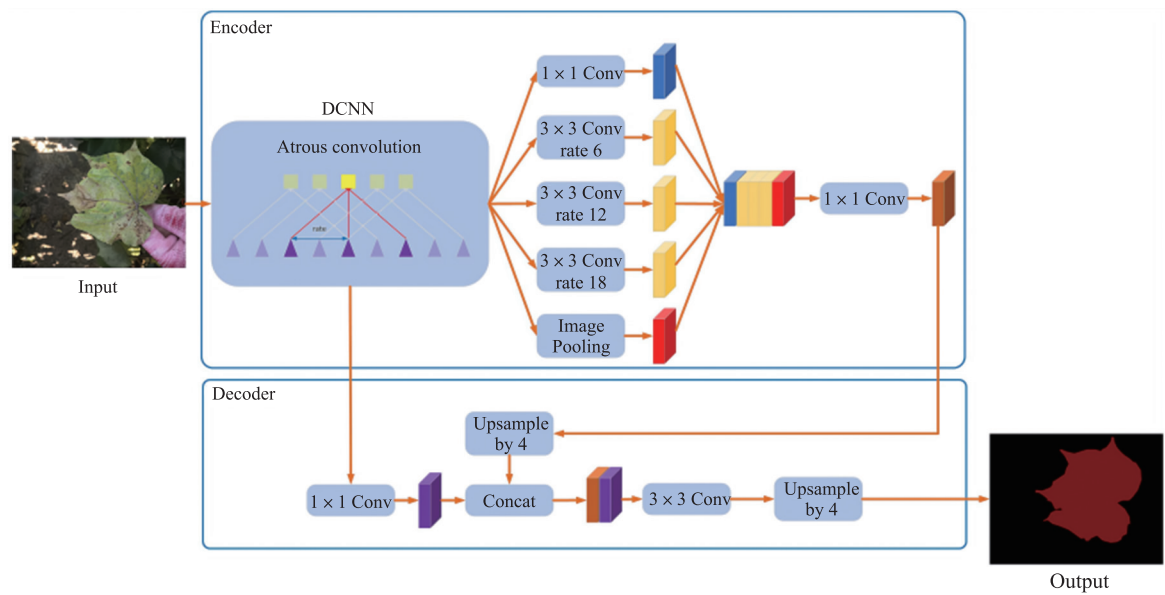 Encoder
DCNN
Atrous convolution
rate
Input
1 × 1 Conv
3 × 3 Conv
rate 6
3 × 3 Conv
rate 12
3 × 3 Conv
rate 18
Image
Pooling
1 × 1 Conv
Decoder
Upsample
by 4
1 × 1 Conv
Concat
3 × 3 Conv
Upsample
by 4
Output